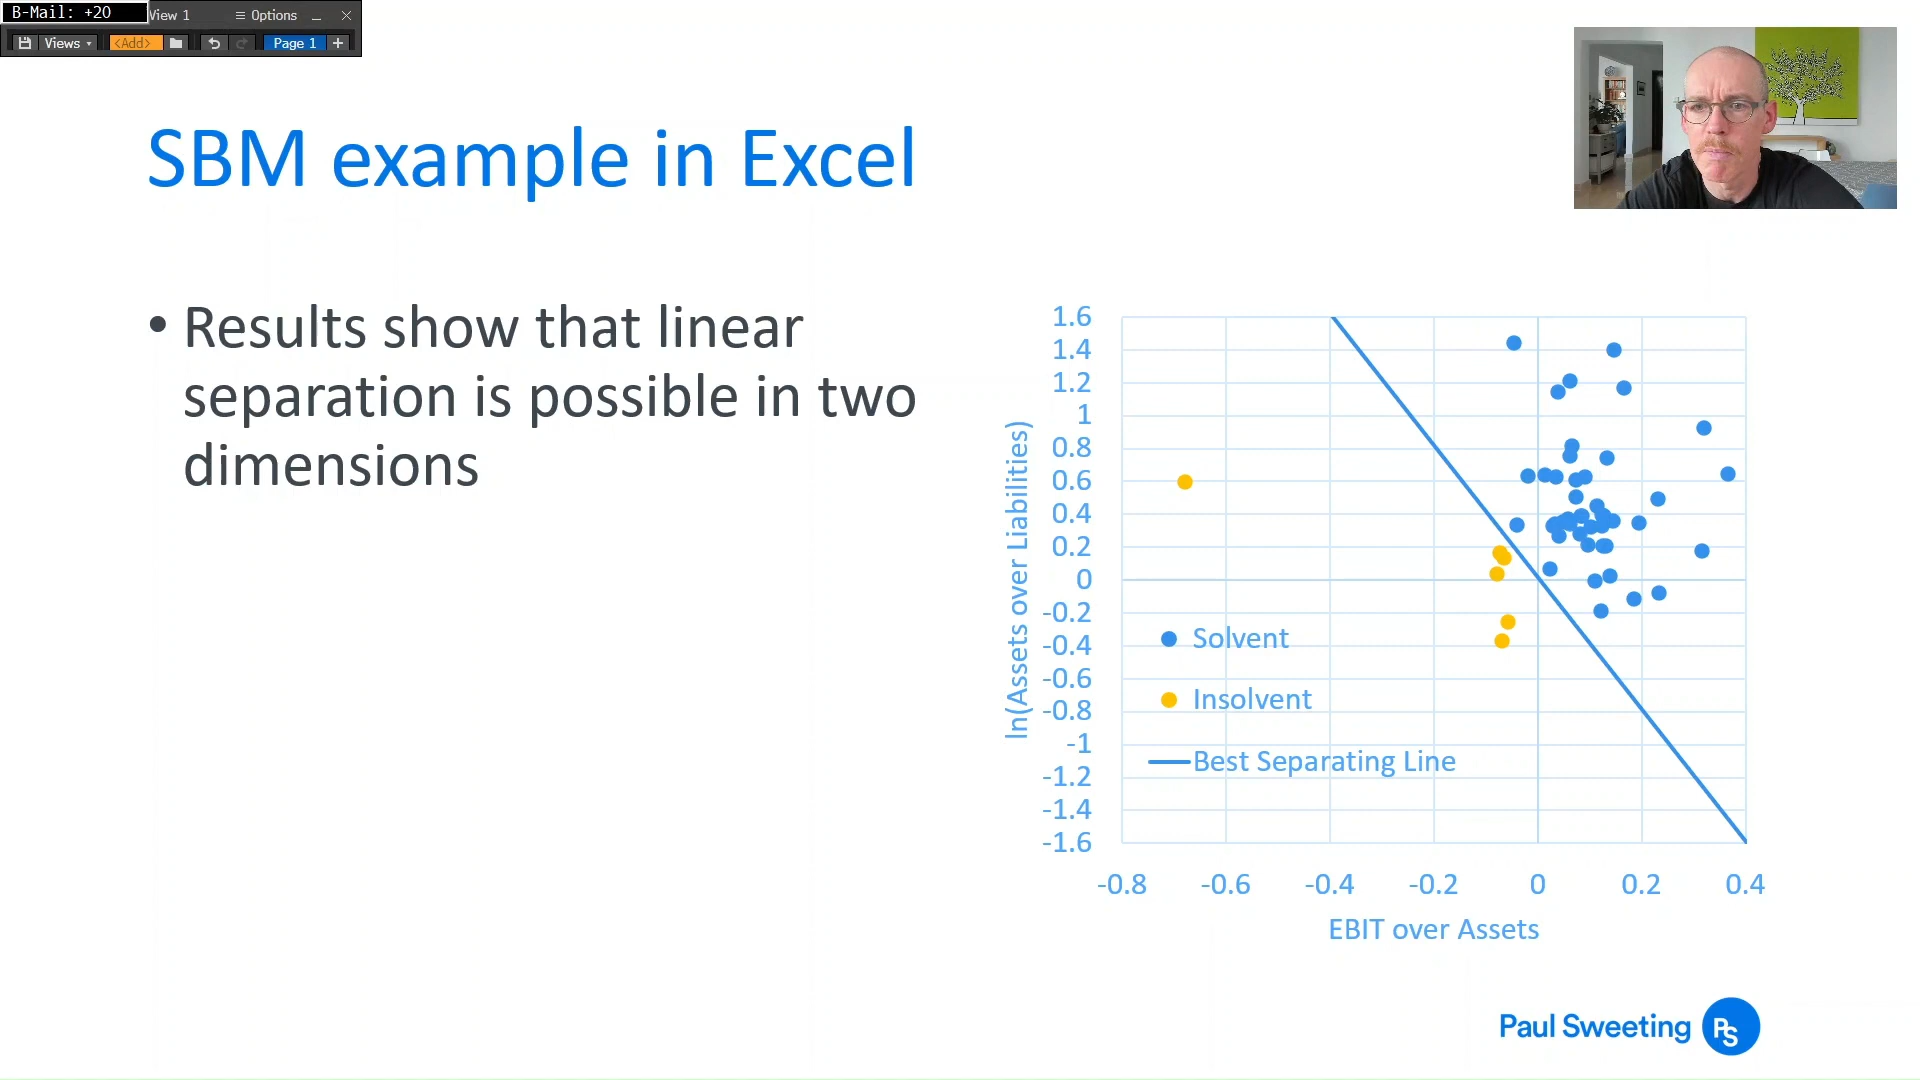 B-Mail: +20
View 1
Options
Views
<Add>
Page 1
SBM example in Excel
• Results show that linear
separation is possible in two
dimensions
ln(Assets over Liabilities)
1.6
1.4
1.2
1
0.8
0.6
0.4
0.2
0
-0.2
-0.4
-0.6
-0.8
-1
-1.2
-1.4
-1.6
Solvent
Insolvent
Best Separating Line
-0.8 -0.6 -0.4 -0.2 0 0.2 0.4
EBIT over Assets
Paul Sweeting PS